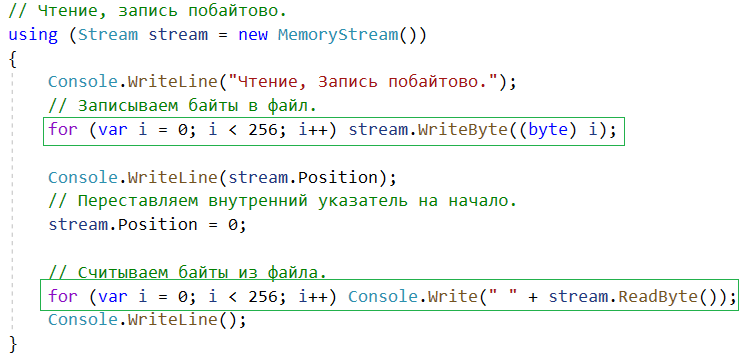 // Чтение, запись побайтово.
using (Stream stream = new MemoryStream())
{
Console.WriteLine("Чтение, Запись побайтово.");
// Записываем байты в файл.
for (var i = 0; i < 256; i++) stream.WriteByte((byte) i);
Console.WriteLine(stream.Position);
// Переставляем внутренний указатель на начало.
stream.Position = 0;
// Считываем байты из файла.
for (var i = 0; i < 256; i++) Console.Write(" " + stream.ReadByte());
Console.WriteLine();
}